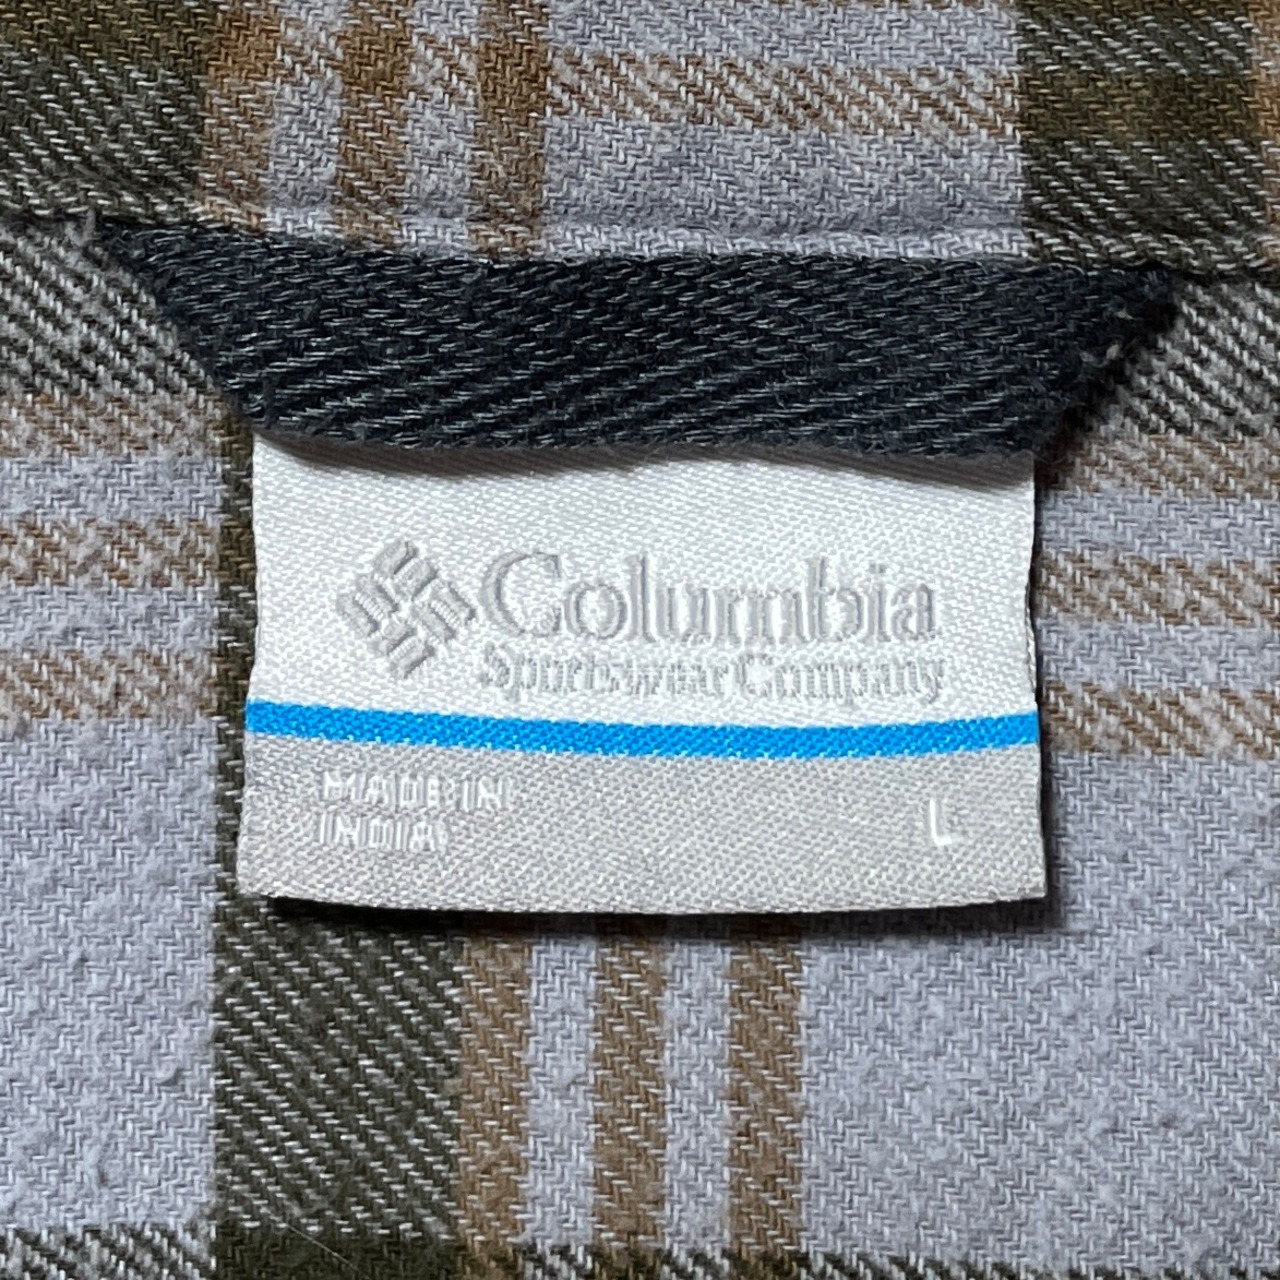 Columbia
Sportswear Company
MADE IN
INDIA
L